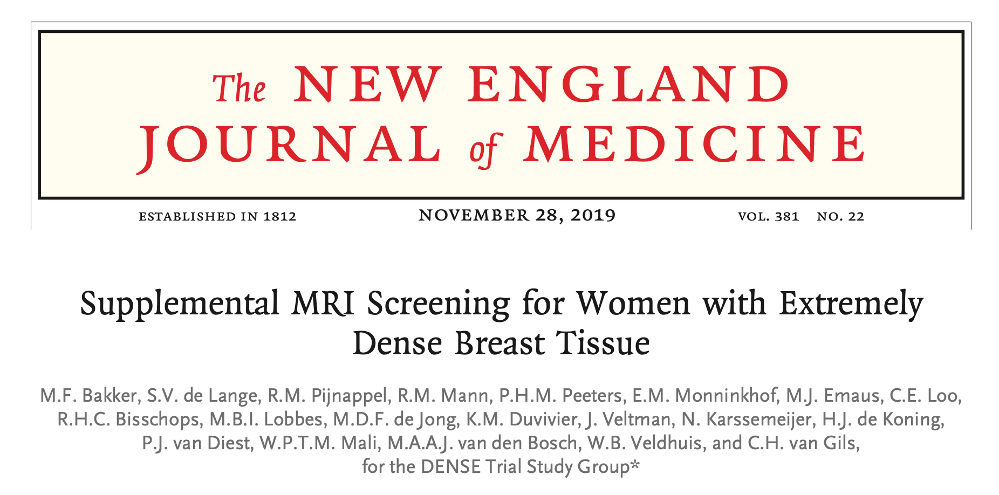 The NEW ENGLAND
JOURNAL of MEDICINE
ESTABLISHED IN 1812 NOVEMBER 28, 2019 VOL. 381 NO. 22
Supplemental MRI Screening for Women with Extremely
Dense Breast Tissue
M.F. Bakker, S.V. de Lange, R.M. Pijnappel, R.M. Mann, P.H.M. Peeters, E.M. Monninkhof, M.J. Emaus, C.E. Loo,
R.H.C. Bisschops, M.B.I. Lobbes, M.D.F. de Jong, K.M. Duvivier, J. Veltman, N. Karssemeijer, H.J. de Koning,
P.J. van Diest, W.P.T.M. Mali, M.A.A.J. van den Bosch, W.B. Veldhuis, and C.H. van Gils,
for the DENSE Trial Study Group*